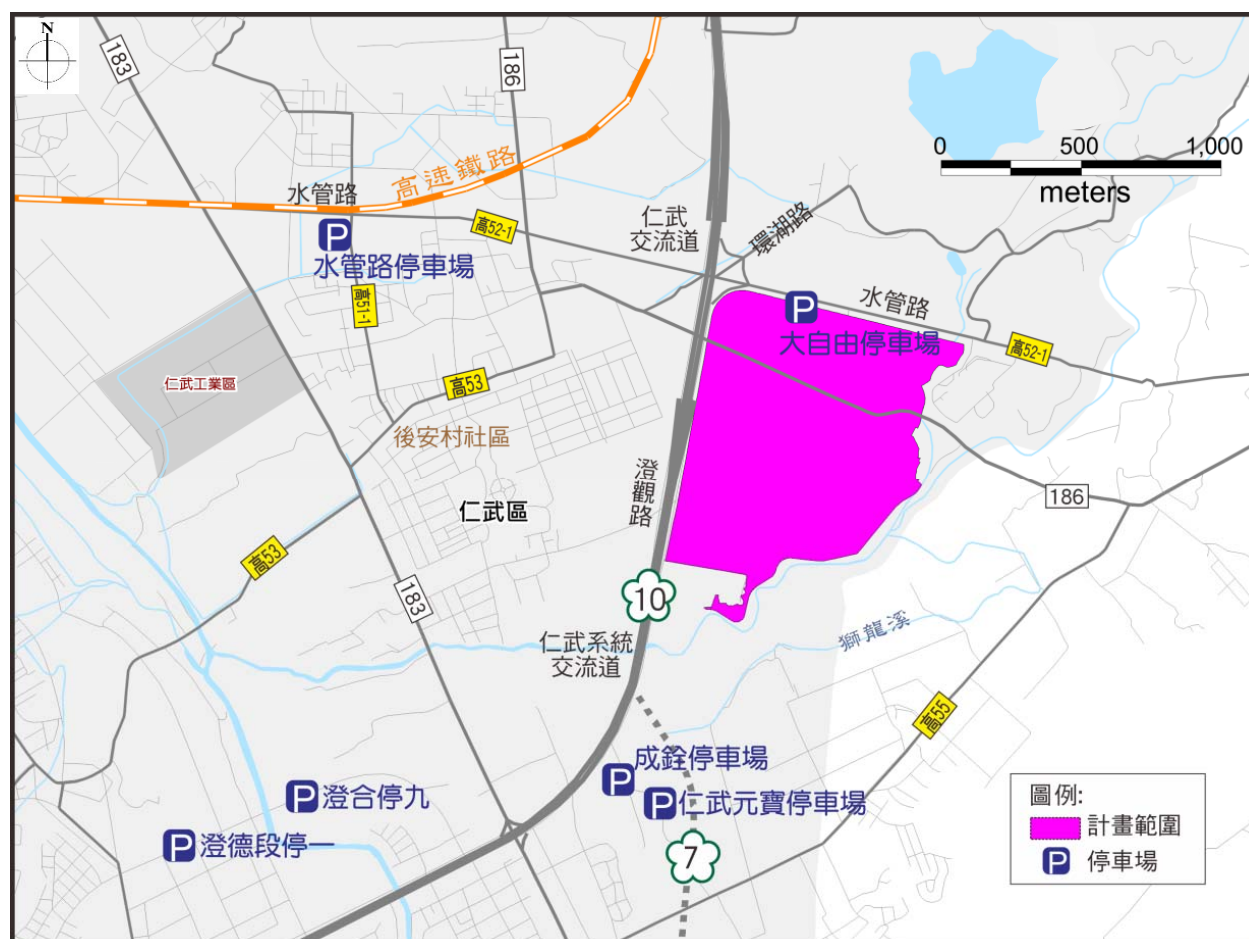 N
183
186
0 500 1,000
meters
高速鐵路
水管路
仁武
交流道
環湖路
高52-1
水管路停車場
水管路
高51-1
大自由停車場
高52-1
仁武工業區
高53
後安村社區
澄觀路
仁武區
186
高53
183
10
仁武系統
交流道
獅龍溪
高55
成銓停車場
澄合停九
仁武元寶停車場
澄德段停一
7
圖例:
計畫範圍
P 停車場
P
P
P
P
P
P